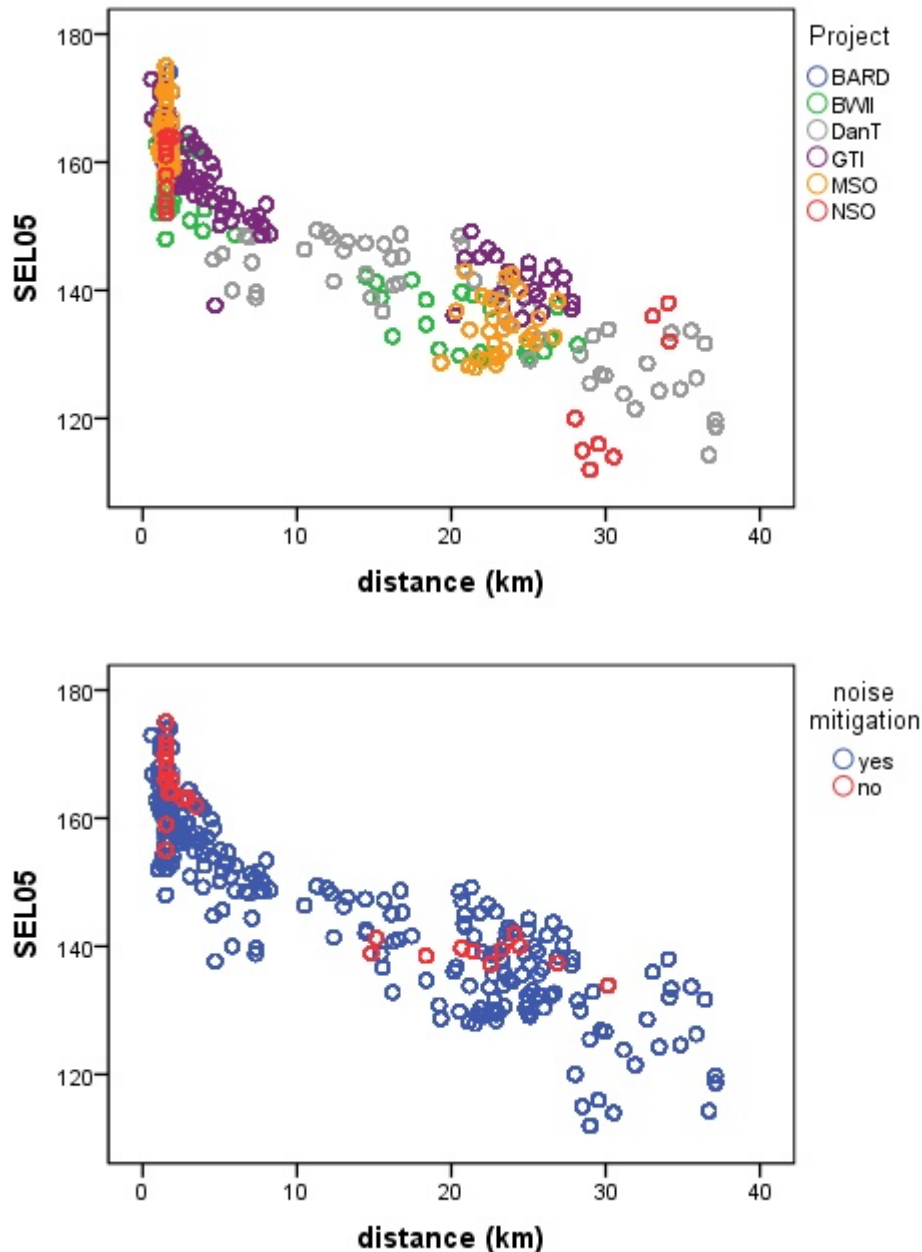 180
160
140
120
SEL05
0
10
20
30
40
distance (km)
Project
BARD
BWII
DanT
GTI
MSO
NSO
180
160
140
120
SEL05
0
10
20
30
40
distance (km)
noise
mitigation
yes
no